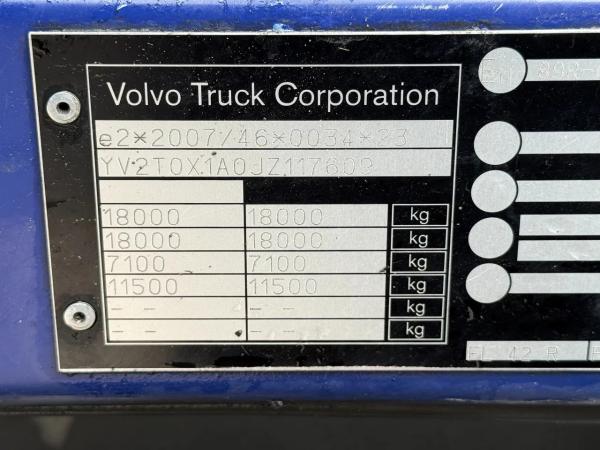 Volvo Truck Corporation
e2*2007/46*0034*23
YV2T0X1A0JZ117609
18000 18000 kg
18000 18000 kg
7100 7100 kg
11500 11500 kg
- - - - kg
- - - - kg
FL 42 R